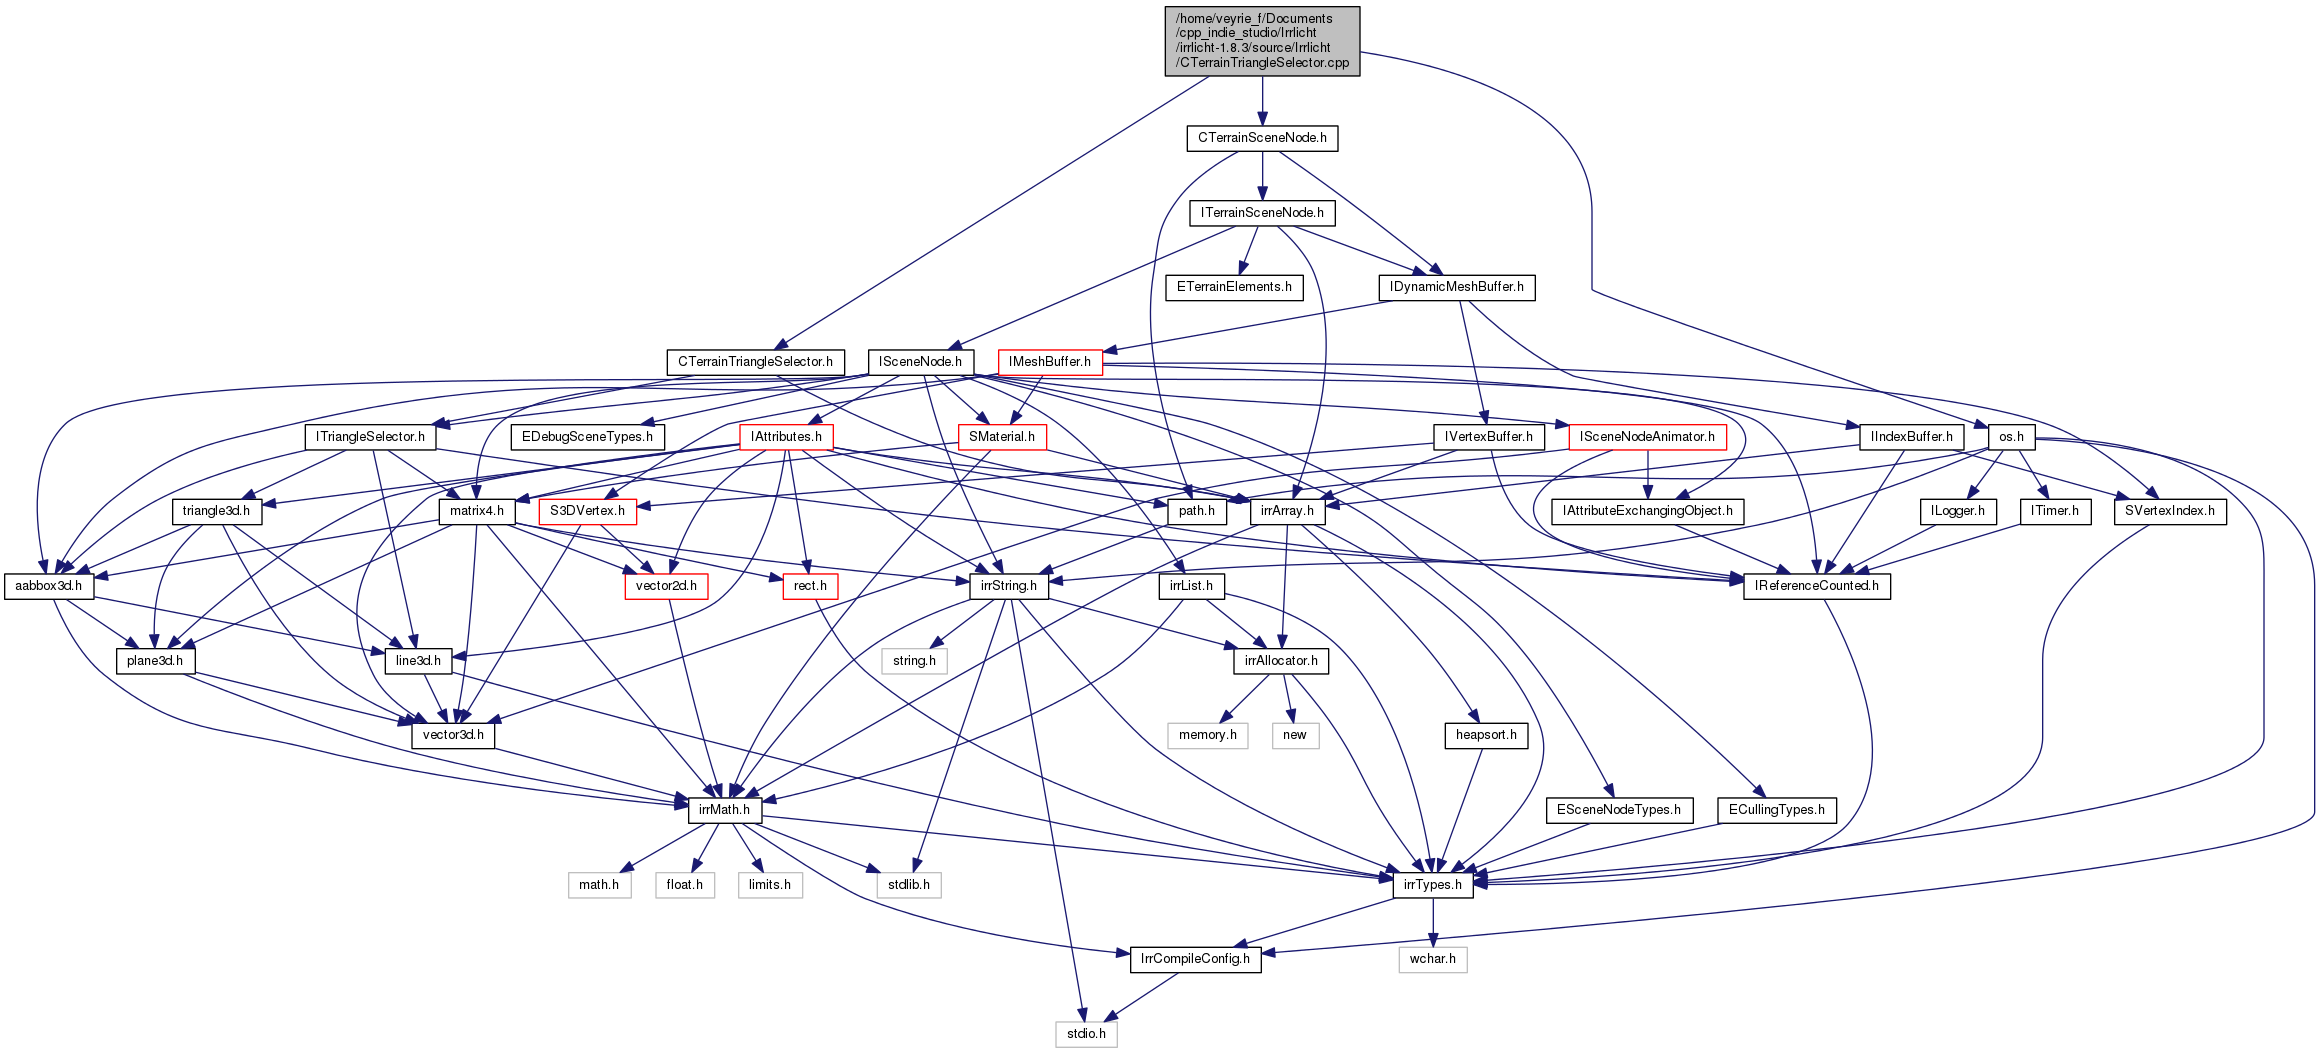 /home/veyrie_f/Documents
/cpp_indie_studio/Irrlicht
/irrlicht-1.8.3/source/Irrlicht
/CTerrainTriangleSelector.cpp
CTerrainSceneNode.h
ITerrainSceneNode.h
ETerrainElements.h
IDynamicMeshBuffer.h
CTerrainTriangleSelector.h
ISceneNode.h
IMeshBuffer.h
ITriangleSelector.h
EDebugSceneTypes.h
IAttributes.h
SMaterial.h
IVertexBuffer.h
ISceneNodeAnimator.h
IIndexBuffer.h
os.h
triangle3d.h
matrix4.h
S3DVertex.h
path.h
irrArray.h
IAttributeExchangingObject.h
ILogger.h
ITimer.h
SVertexIndex.h
aabbox3d.h
vector2d.h
rect.h
irrString.h
irrList.h
IReferenceCounted.h
plane3d.h
line3d.h
string.h
irrAllocator.h
vector3d.h
memory.h
new
heapsort.h
irrMath.h
ESceneNodeTypes.h
ECullingTypes.h
math.h
float.h
limits.h
stdlib.h
irrTypes.h
IrrCompileConfig.h
wchar.h
stdio.h